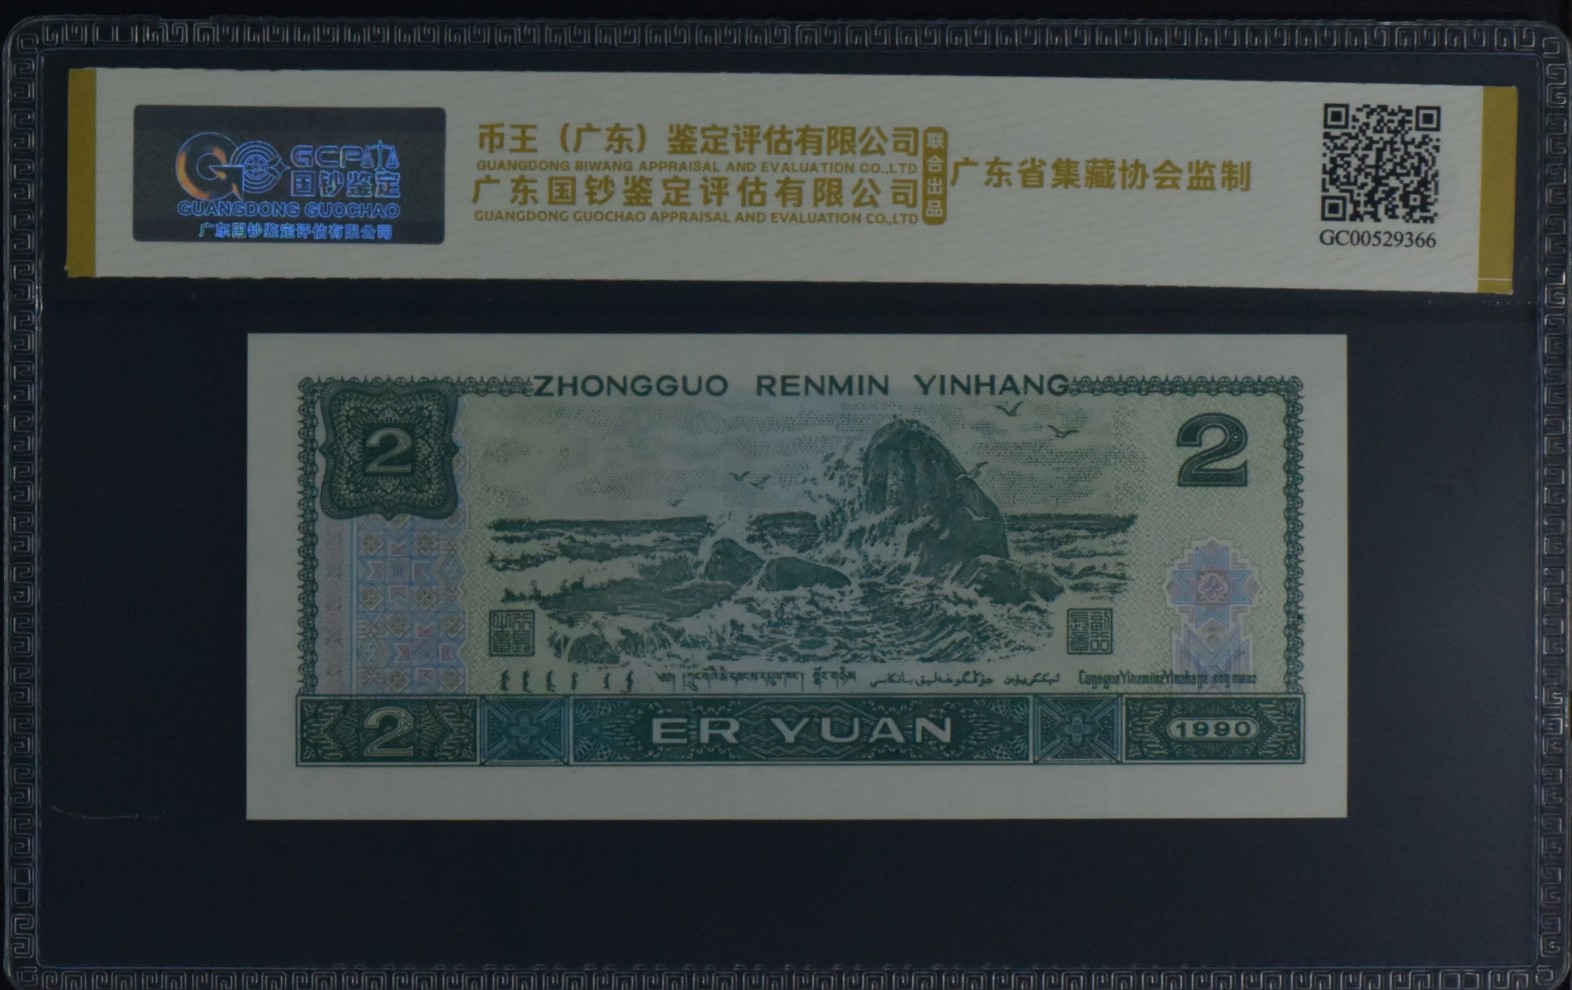 GCP
国钞鉴定
GUANGDONG GUOCHAO
广东国钞鉴定评估有限公司
币王（广东）鉴定评估有限公司
GUANGDONG BIWANG APPRAISAL AND EVALUATION CO.,LTD
广东国钞鉴定评估有限公司
GUANGDONG GUOCHAO APPRAISAL AND EVALUATION CO.,LTD
联合出品
广东省集藏协会监制
GC00529366
ZHONGGUO RENMIN YINHANG
2
2
2 ER YUAN 1990